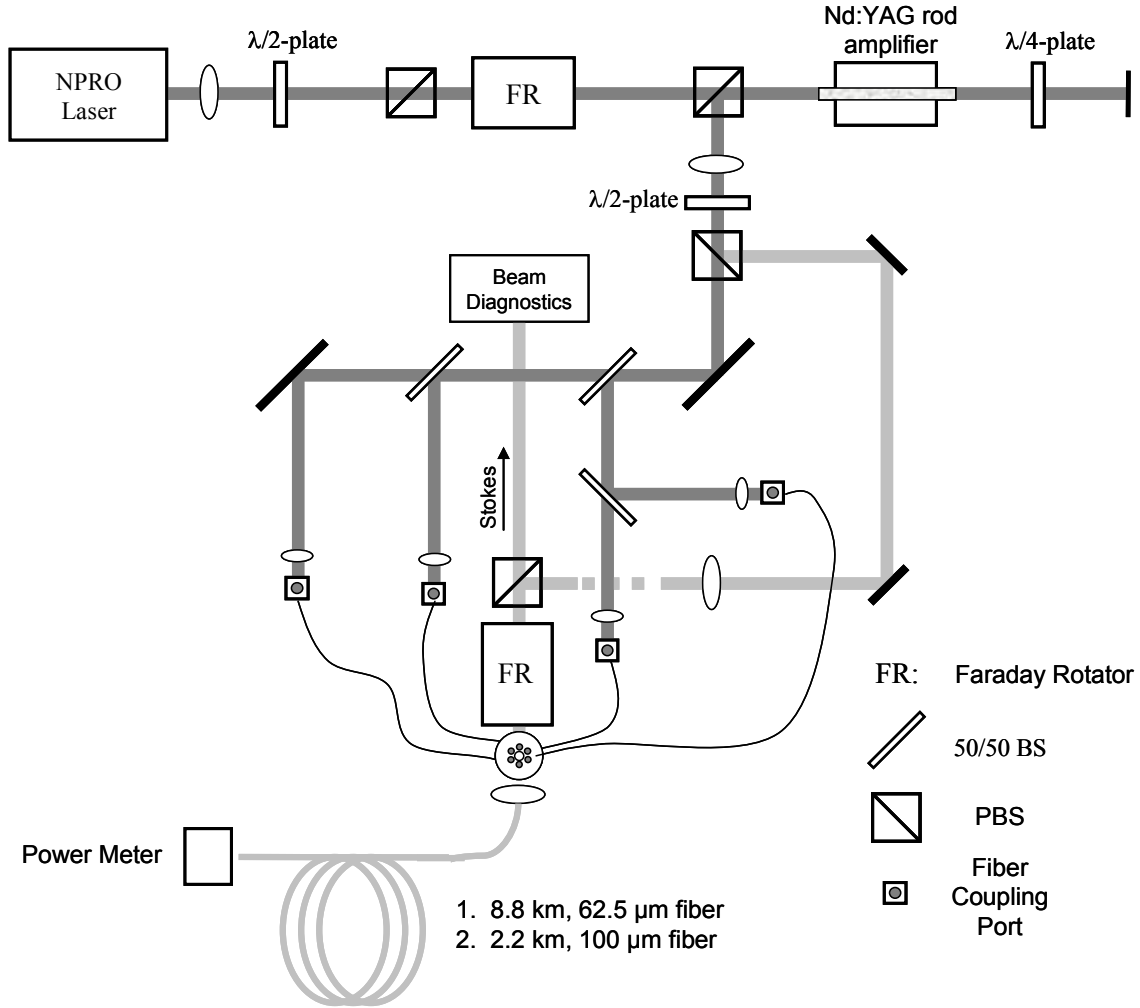 NPRO
Laser
λ/2-plate
FR
Nd:YAG rod
amplifier
λ/4-plate
λ/2-plate
Beam
Diagnostics
Stokes
FR
Power Meter
1. 8.8 km, 62.5 µm fiber
2. 2.2 km, 100 µm fiber
FR: Faraday Rotator
50/50 BS
PBS
Fiber
Coupling
Port